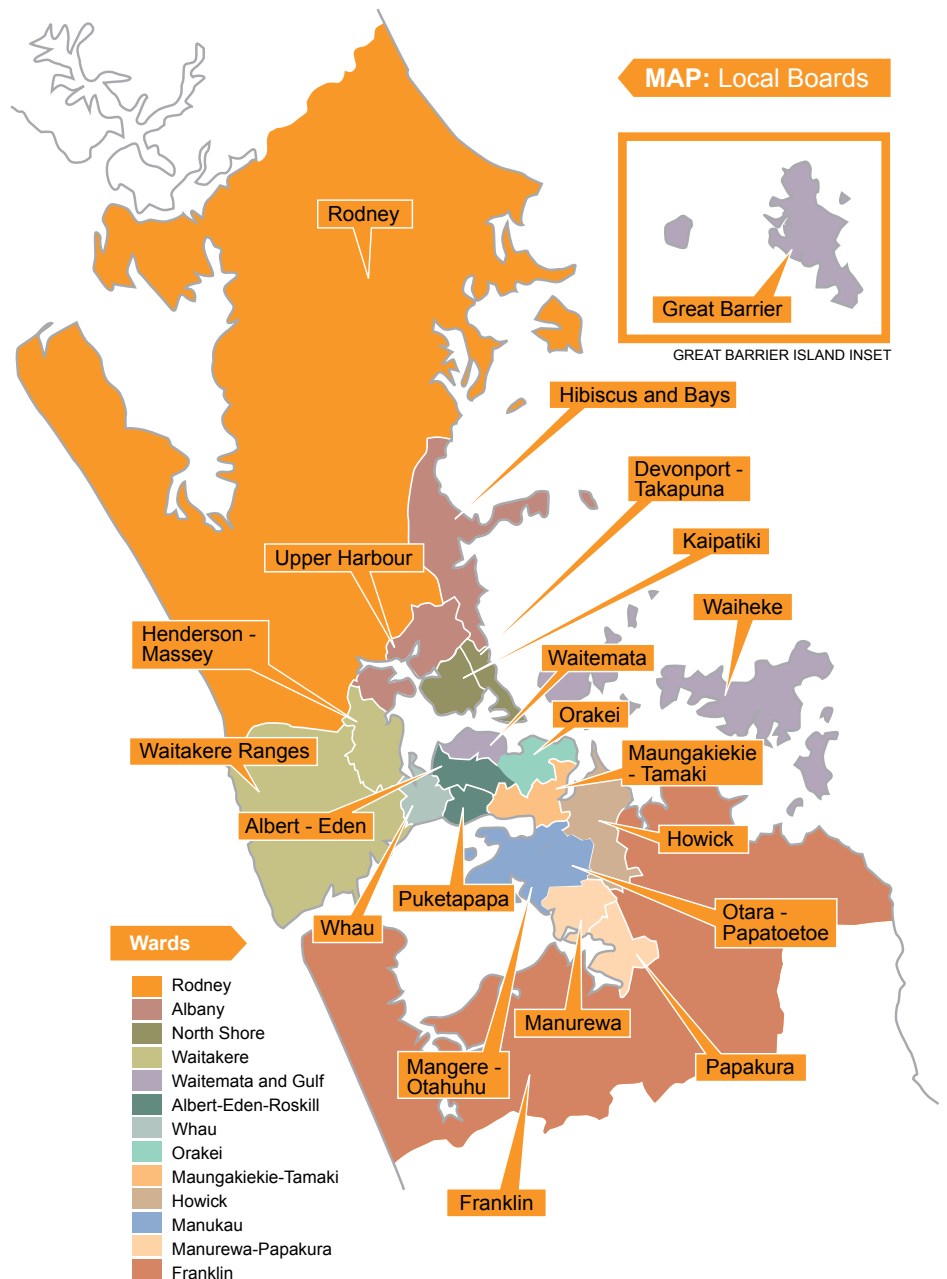 MAP: Local Boards
Rodney
Great Barrier
GREAT BARRIER ISLAND INSET
Hibiscus and Bays
Devonport -
Takapuna
Kaipatiki
Upper Harbour
Waiheke
Henderson -
Massey
Waitemata
Orakei
Waitakere Ranges
Maungakiekie
- Tamaki
Albert - Eden
Howick
Puketapapa
Otara -
Papatoetoe
Whau
Manurewa
Mangere -
Otahuhu
Papakura
Franklin
Wards
Rodney
Albany
North Shore
Waitakere
Waitemata and Gulf
Albert-Eden-Roskill
Whau
Orakei
Maungakiekie-Tamaki
Howick
Manukau
Manurewa-Papakura
Franklin